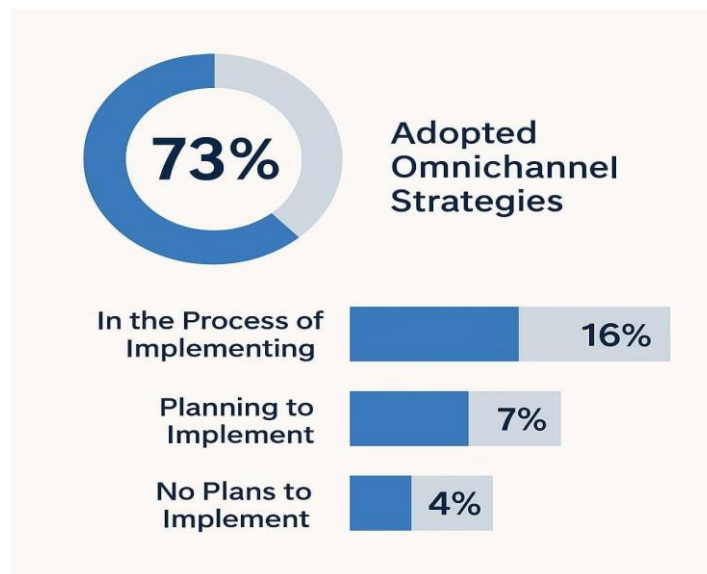 73%
Adopted
Omnichannel
Strategies
In the Process of
Implementing
16%
Planning to
Implement
7%
No Plans to
Implement
4%